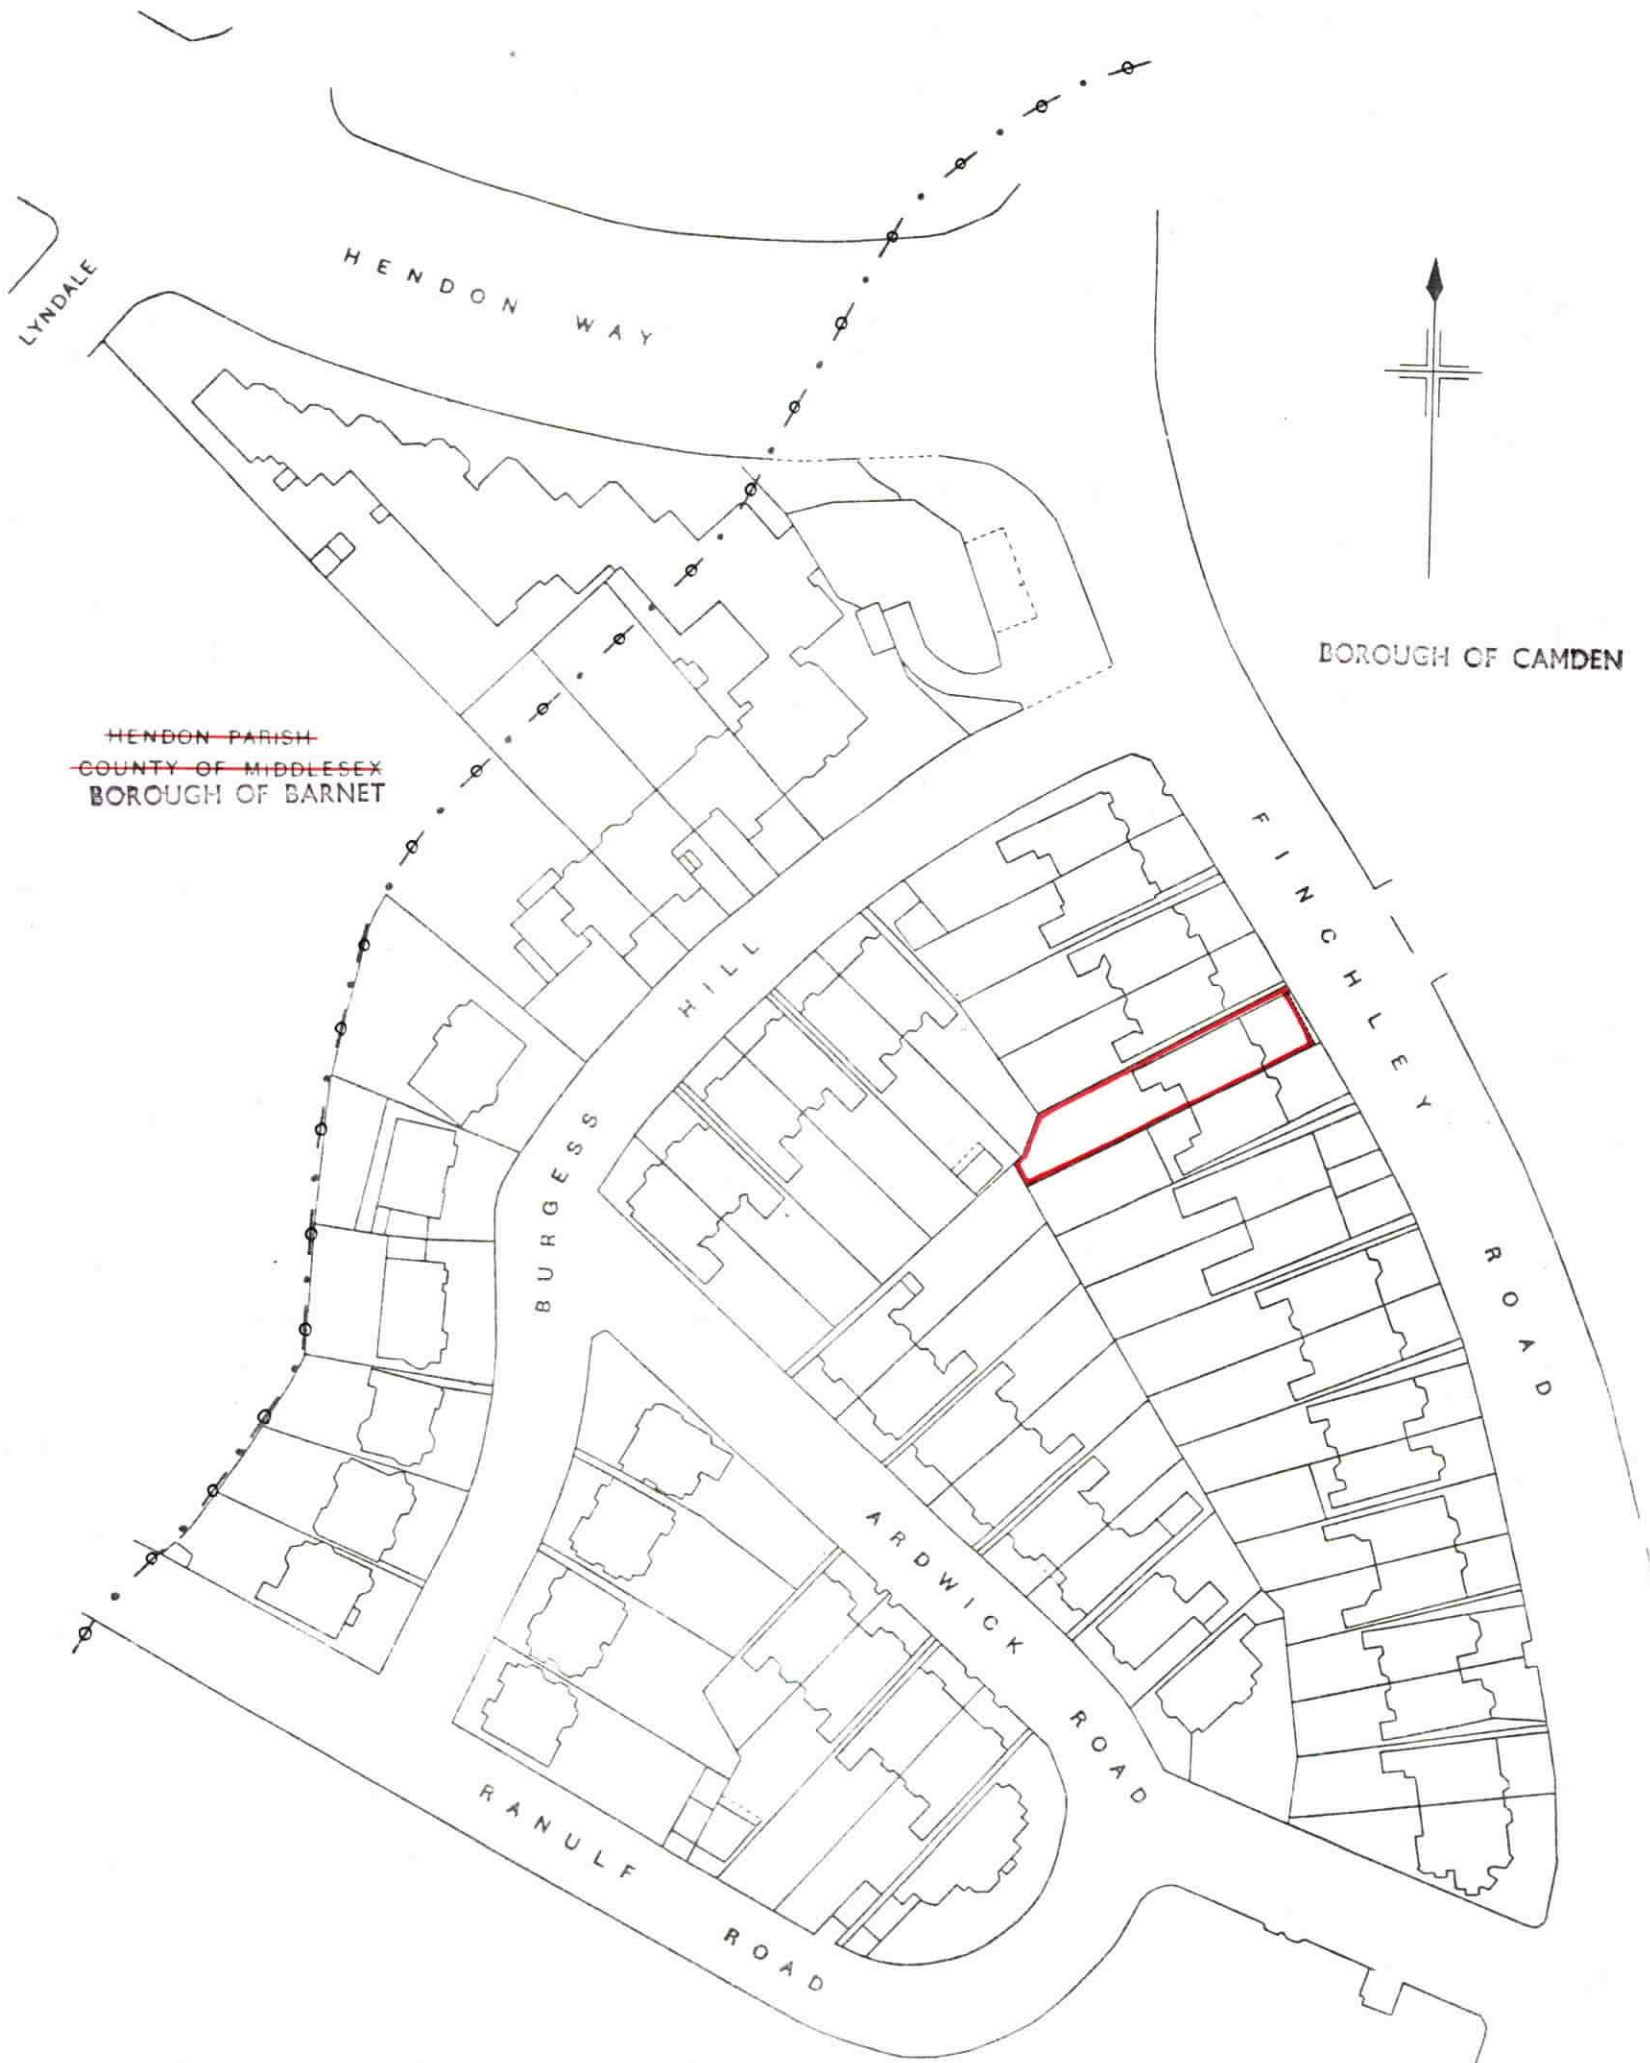 LYNDALE
HENDON WAY
BOROUGH OF CAMDEN
HENDON PARISH
COUNTY OF MIDDLESEX
BOROUGH OF BARNET
FINCHLEY ROAD
BURGESS HILL
ARDWICK ROAD
RANULF ROAD